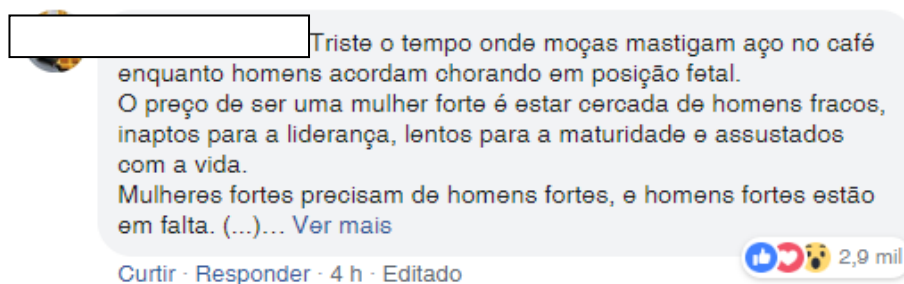 Triste o tempo onde moças mastigam aço no café
enquanto homens acordam chorando em posição fetal.
O preço de ser uma mulher forte é estar cercada de homens fracos,
inaptos para a liderança, lentos para a maturidade e assustados
com a vida.
Mulheres fortes precisam de homens fortes, e homens fortes estão
em falta. (...)... Ver mais
2,9 mil
Curtir · Responder · 4 h · Editado